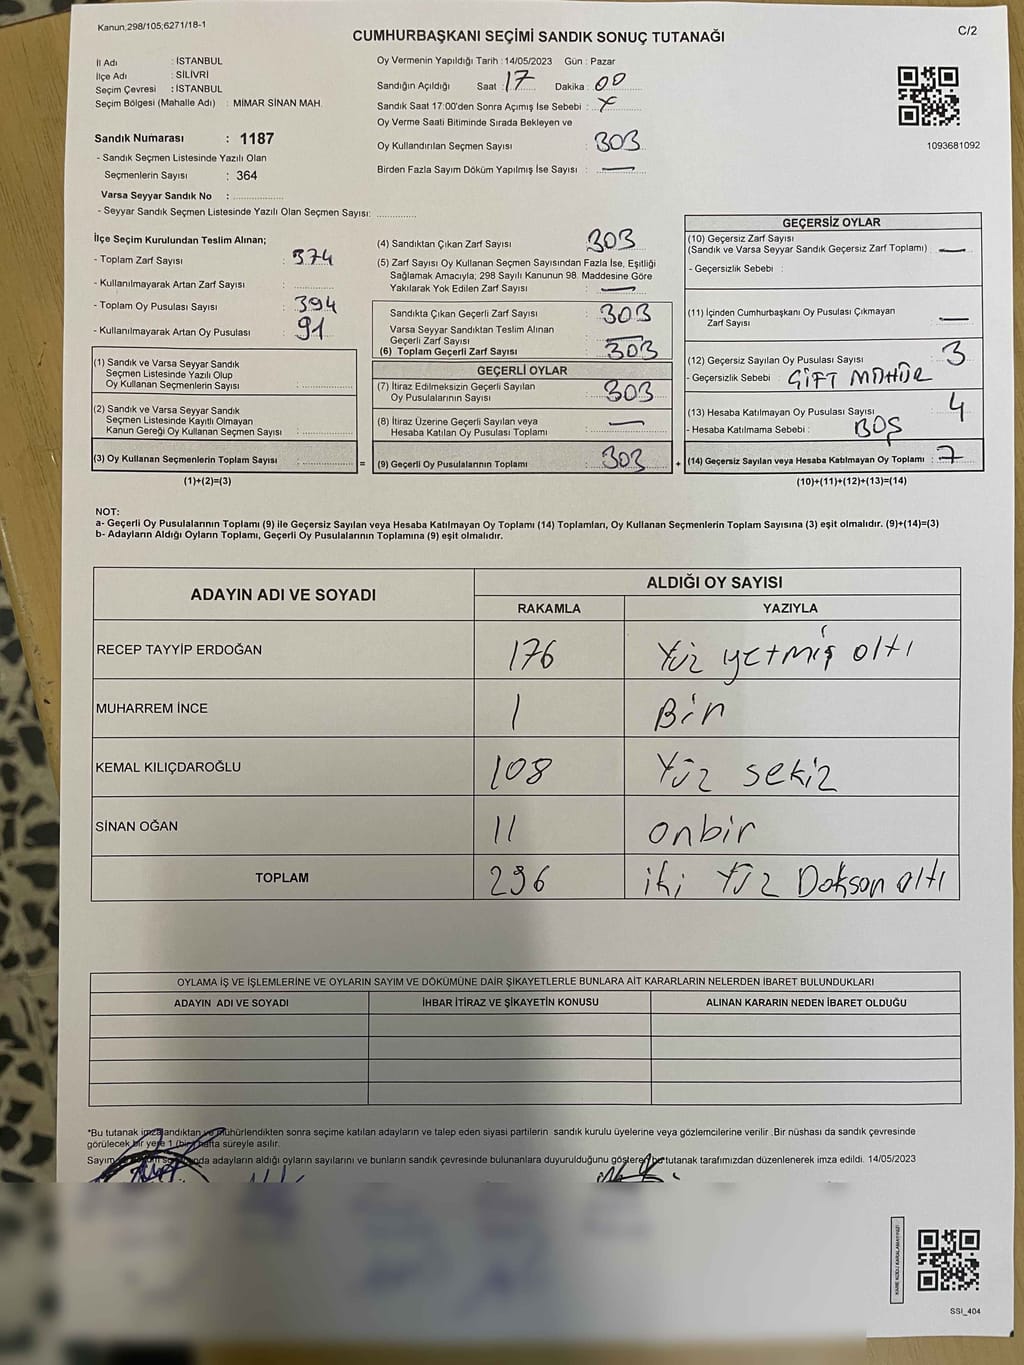 Kanun,298/105,6271/18-1
C/2
CUMHURBAŞKANI SEÇİMİ SANDIK SONUÇ TUTANAĞI
İl Adı : İSTANBUL
İlçe Adı : SİLİVRİ
Seçim Çevresi : İSTANBUL
Seçim Bölgesi (Mahalle Adı) : MİMAR SİNAN MAH.
Sandık Numarası : 1187
- Sandık Seçmen Listesinde Yazılı Olan
Seçmenlerin Sayısı : 364
Varsa Seyyar Sandık No :
- Seyyar Sandık Seçmen Listesinde Yazılı Olan Seçmen Sayısı:
Oy Vermenin Yapıldığı Tarih : 14/05/2023 Gün : Pazar
Sandığın Açıldığı Saat : 17 Dakika : 00
Sandık Saat 17:00'den Sonra Açımış İse Sebebi : x
Oy Verme Saati Bitiminde Sırada Bekleyen ve
Oy Kullandırılan Seçmen Sayısı : 303
Birden Fazla Sayım Döküm Yapılmış İse Sayısı : —
1093681092
İlçe Seçim Kurulundan Teslim Alınan;
- Toplam Zarf Sayısı : 374
- Kullanılmayarak Artan Zarf Sayısı :
- Toplam Oy Pusulası Sayısı : 394
- Kullanılmayarak Artan Oy Pusulası : 91
(1) Sandık ve Varsa Seyyar Sandık
Seçmen Listesinde Yazılı Olup
Oy Kullanan Seçmenlerin Sayısı :
(2) Sandık ve Varsa Seyyar Sandık
Seçmen Listesinde Kayıtlı Olmayan
Kanun Gereği Oy Kullanan Seçmen Sayısı :
(3) Oy Kullanan Seçmenlerin Toplam Sayısı :
(1)+(2)=(3)
=
(4) Sandıktan Çıkan Zarf Sayısı : 303
(5) Zarf Sayısı Oy Kullanan Seçmen Sayısından Fazla İse, Eşitliği
Sağlamak Amacıyla; 298 Sayılı Kanunun 98. Maddesine Göre
Yakılarak Yok Edilen Zarf Sayısı : —
Sandıkta Çıkan Geçerli Zarf Sayısı : 303
Varsa Seyyar Sandıktan Teslim Alınan
Geçerli Zarf Sayısı : —
(6) Toplam Geçerli Zarf Sayısı : 303
GEÇERLİ OYLAR
(7) İtiraz Edilmeksizin Geçerli Sayılan
Oy Pusulalarının Sayısı : 303
(8) İtiraz Üzerine Geçerli Sayılan veya
Hesaba Katılan Oy Pusulası Toplamı : —
(9) Geçerli Oy Pusulalarının Toplamı : 303
+
GEÇERSİZ OYLAR
(10) Geçersiz Zarf Sayısı
(Sandık ve Varsa Seyyar Sandık Geçersiz Zarf Toplamı) : —
- Geçersizlik Sebebi :
(11) İçinden Cumhurbaşkanı Oy Pusulası Çıkmayan
Zarf Sayısı : —
(12) Geçersiz Sayılan Oy Pusulası Sayısı : 3
- Geçersizlik Sebebi : ÇİFT MÜHÜR
(13) Hesaba Katılmayan Oy Pusulası Sayısı : 4
- Hesaba Katılmama Sebebi : BOŞ
(14) Geçersiz Sayılan veya Hesaba Katılmayan Oy Toplamı : 7
(10)+(11)+(12)+(13)=(14)
NOT:
a- Geçerli Oy Pusulalarının Toplamı (9) ile Geçersiz Sayılan veya Hesaba Katılmayan Oy Toplamı (14) Toplamları, Oy Kullanan Seçmenlerin Toplam Sayısına (3) eşit olmalıdır. (9)+(14)=(3)
b- Adayların Aldığı Oyların Toplamı, Geçerli Oy Pusulalarının Toplamına (9) eşit olmalıdır.
ADAYIN ADI VE SOYADI
ALDIĞI OY SAYISI
RAKAMLA YAZIYLA
RECEP TAYYİP ERDOĞAN 176 Yüz yetmiş altı
MUHARREM İNCE 1 Bir
KEMAL KILIÇDAROĞLU 108 Yüz sekiz
SİNAN OĞAN 11 onbir
TOPLAM 296 iki Yüz Doksan altı
OYLAMA İŞ VE İŞLEMLERİNE VE OYLARIN SAYIM VE DÖKÜMÜNE DAİR ŞİKAYETLERLE BUNLARA AİT KARARLARIN NELERDEN İBARET BULUNDUKLARI
ADAYIN ADI VE SOYADI İHBAR İTİRAZ VE ŞİKAYETİN KONUSU ALINAN KARARIN NEDEN İBARET OLDUĞU
*Bu tutanak imzalandıktan ve mühürlendikten sonra seçime katılan adayların ve talep eden siyasi partilerin sandık kurulu üyelerine veya gözlemcilerine verilir .Bir nüshası da sandık çevresinde
görülecek bir yere 1 (bir) hafta süreyle asılır.
Sayım adayların aldığı oyların sayılarını ve bunların sandık çevresinde bulunanlara duyurulduğunu gösteren bu tutanak tarafımızdan düzenlenerek imza edildi. 14/05/2023
SSI_404